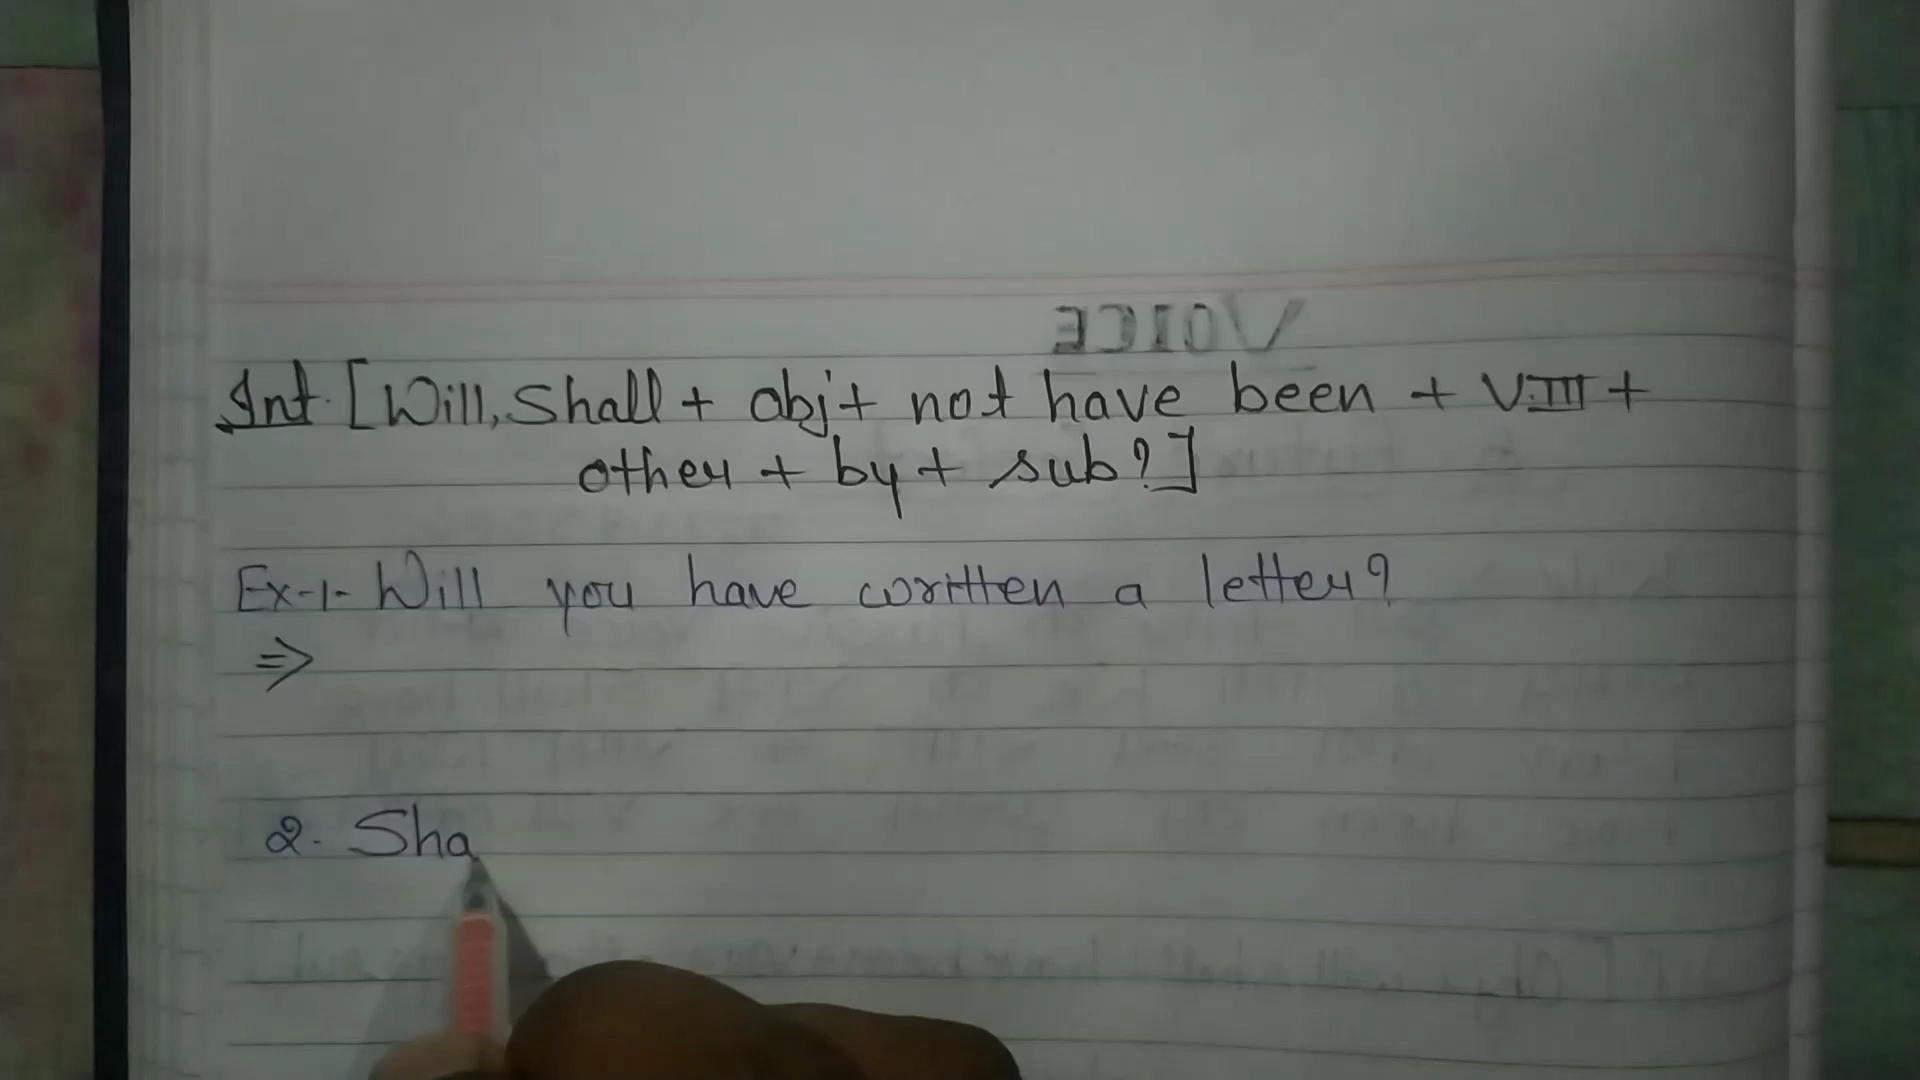 VOICE
Int. [Will, Shall + obj + not have been + V.III +
other + by + sub?]
Ex-1- Will you have written a letter?
⇒
2. Sha